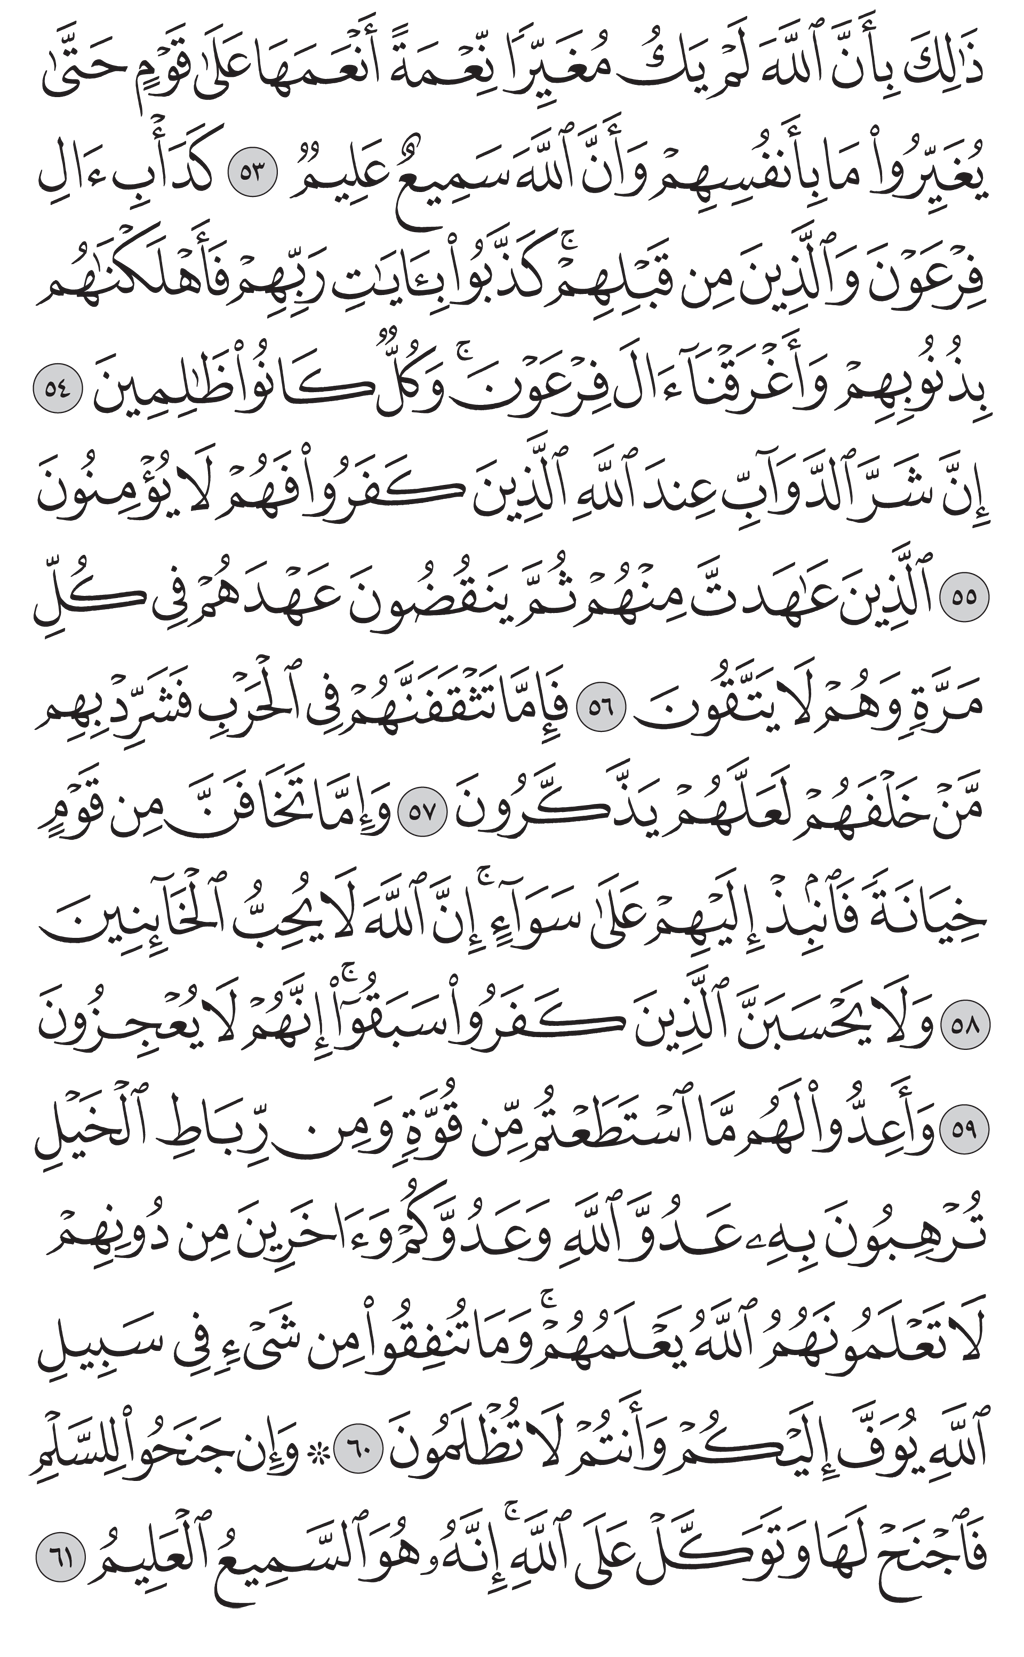 ذَٰلِكَ بِأَنَّ ٱللَّهَ لَمْ يَكُ مُغَيِّرًا نِّعْمَةً أَنْعَمَهَا عَلَىٰ قَوْمٍ حَتَّىٰ
يُغَيِّرُوا۟ مَا بِأَنفُسِهِمْ وَأَنَّ ٱللَّهَ سَمِيعٌ عَلِيمٌ ٥٣ كَدَأْبِ ءَالِ
فِرْعَوْنَ وَٱلَّذِينَ مِن قَبْلِهِمْ ۚ كَذَّبُوا۟ بِـَٔايَـٰتِ رَبِّهِمْ فَأَهْلَكْنَـٰهُم
بِذُنُوبِهِمْ وَأَغْرَقْنَآ ءَالَ فِرْعَوْنَ ۚ وَكُلٌّ كَانُوا۟ ظَـٰلِمِينَ ٥٤
إِنَّ شَرَّ ٱلدَّوَآبِّ عِندَ ٱللَّهِ ٱلَّذِينَ كَفَرُوا۟ فَهُمْ لَا يُؤْمِنُونَ
٥٥ ٱلَّذِينَ عَـٰهَدتَّ مِنْهُمْ ثُمَّ يَنقُضُونَ عَهْدَهُمْ فِى كُلِّ
مَرَّةٍ وَهُمْ لَا يَتَّقُونَ ٥٦ فَإِمَّا تَثْقَفَنَّهُمْ فِى ٱلْحَرْبِ فَشَرِّدْ بِهِم
مَّنْ خَلْفَهُمْ لَعَلَّهُمْ يَذَّكَّرُونَ ٥٧ وَإِمَّا تَخَافَنَّ مِن قَوْمٍ
خِيَانَةً فَٱنۢبِذْ إِلَيْهِمْ عَلَىٰ سَوَآءٍ ۚ إِنَّ ٱللَّهَ لَا يُحِبُّ ٱلْخَآئِنِينَ
٥٨ وَلَا يَحْسَبَنَّ ٱلَّذِينَ كَفَرُوا۟ سَبَقُوٓا۟ ۚ إِنَّهُمْ لَا يُعْجِزُونَ
٥٩ وَأَعِدُّوا۟ لَهُم مَّا ٱسْتَطَعْتُم مِّن قُوَّةٍ وَمِن رِّبَاطِ ٱلْخَيْلِ
تُرْهِبُونَ بِهِۦ عَدُوَّ ٱللَّهِ وَعَدُوَّكُمْ وَءَاخَرِينَ مِن دُونِهِمْ
لَا تَعْلَمُونَهُمُ ٱللَّهُ يَعْلَمُهُمْ ۚ وَمَا تُنفِقُوا۟ مِن شَىْءٍ فِى سَبِيلِ
ٱللَّهِ يُوَفَّ إِلَيْكُمْ وَأَنتُمْ لَا تُظْلَمُونَ ٦٠ ۞ وَإِن جَنَحُوا۟ لِلسَّلْمِ
فَٱجْنَحْ لَهَا وَتَوَكَّلْ عَلَى ٱللَّهِ ۚ إِنَّهُۥ هُوَ ٱلسَّمِيعُ ٱلْعَلِيمُ ٦١